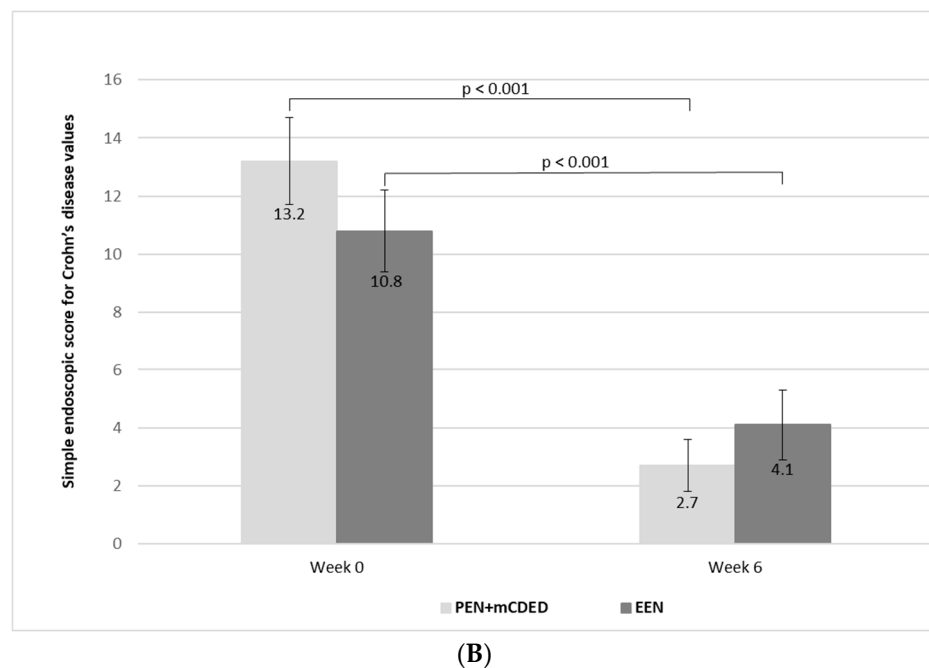 Simple endoscopic score for Crohn's disease values
16
14
12
10
8
6
4
2
0
p < 0.001
p < 0.001
13.2
10.8
2.7
4.1
Week 0
Week 6
PEN+mCDED
EEN
(B)